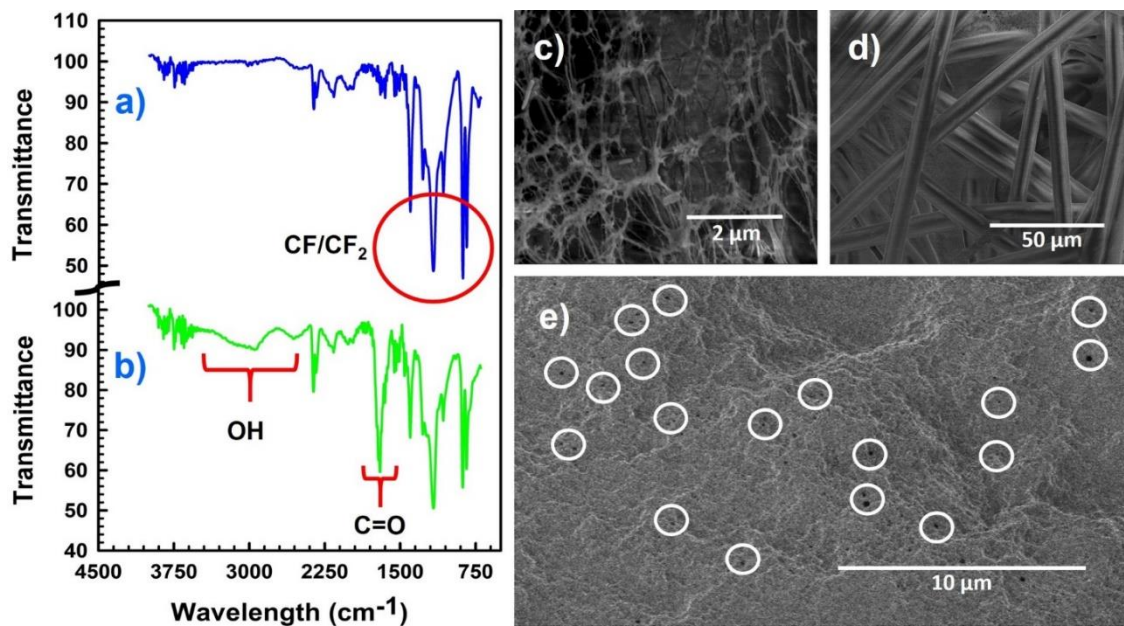 110
100
90
80
70
60
50
Transmittance
a)
CF/CF₂
100
90
80
70
60
50
40
Transmittance
b)
OH
C=O
4500 3750 3000 2250 1500 750
Wavelength (cm⁻¹)
c)
2 µm
d)
50 µm
e)
10 µm